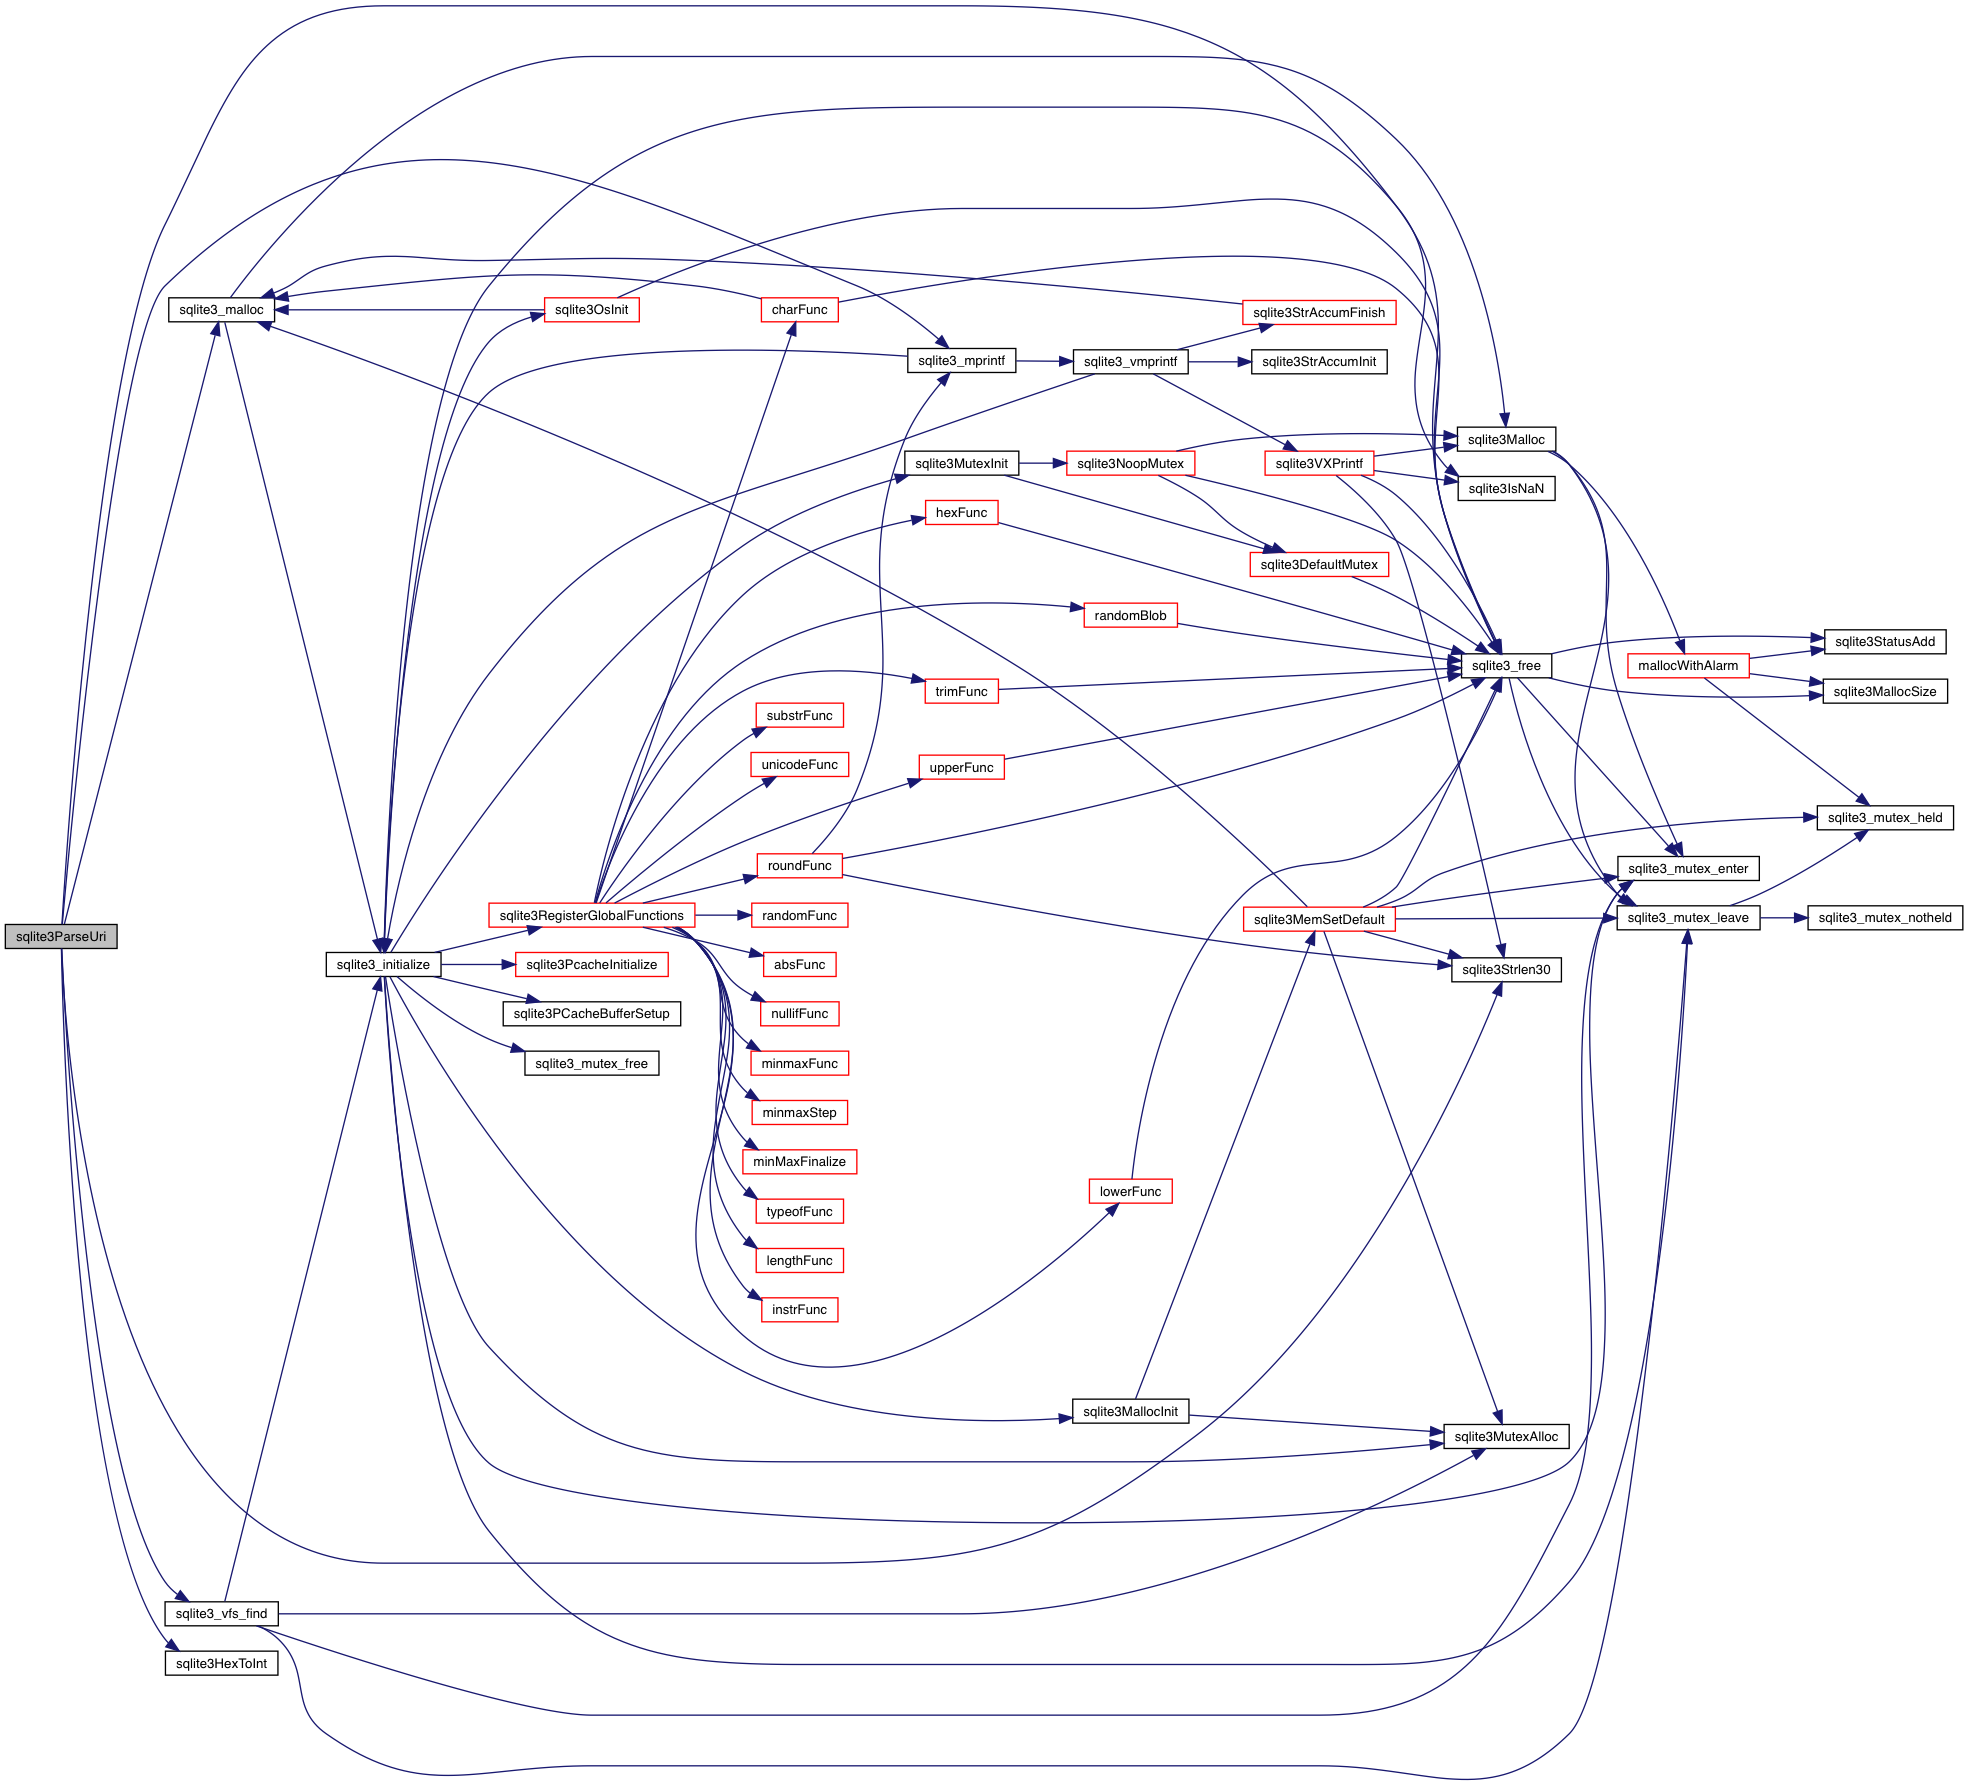 sqlite3ParseUri
sqlite3_malloc
sqlite3_vfs_find
sqlite3HexToInt
sqlite3_initialize
sqlite3OsInit
sqlite3RegisterGlobalFunctions
sqlite3PcacheInitialize
sqlite3PCacheBufferSetup
sqlite3_mutex_free
charFunc
substrFunc
unicodeFunc
roundFunc
randomFunc
absFunc
nullifFunc
minmaxFunc
minmaxStep
minMaxFinalize
typeofFunc
lengthFunc
instrFunc
sqlite3_mprintf
sqlite3MutexInit
hexFunc
trimFunc
upperFunc
sqlite3_vmprintf
sqlite3NoopMutex
randomBlob
lowerFunc
sqlite3MallocInit
sqlite3StrAccumFinish
sqlite3StrAccumInit
sqlite3VXPrintf
sqlite3DefaultMutex
sqlite3MemSetDefault
sqlite3Malloc
sqlite3IsNaN
sqlite3_free
sqlite3Strlen30
sqlite3MutexAlloc
mallocWithAlarm
sqlite3_mutex_enter
sqlite3_mutex_leave
sqlite3StatusAdd
sqlite3MallocSize
sqlite3_mutex_held
sqlite3_mutex_notheld